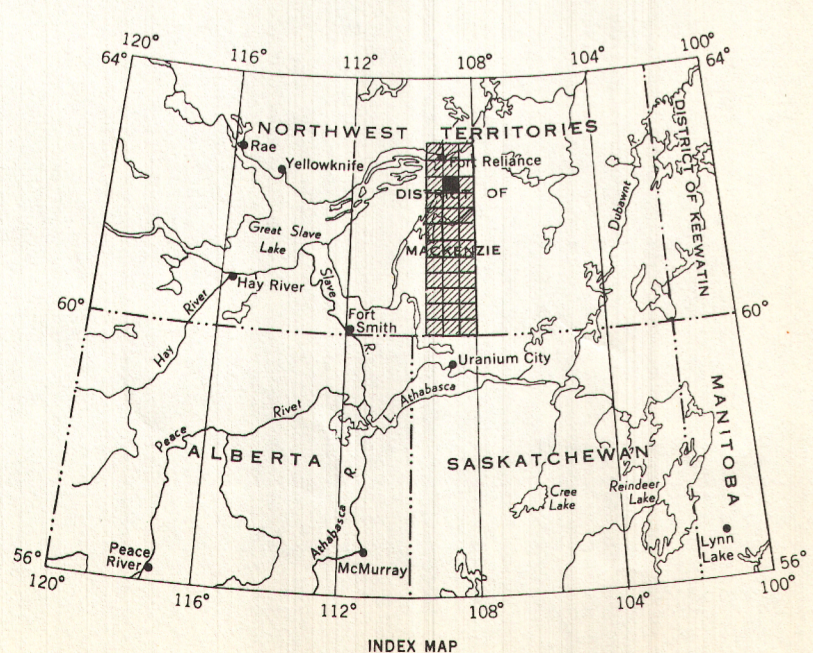 120°
116°
112°
108°
104°
100°
64°
64°
NORTHWEST TERRITORIES
Rae
Yellowknife
Fort Reliance
DISTRICT OF
MACKENZIE
DISTRICT OF KEEWATIN
Dubawnt
R
Great Slave
Lake
Slave
R.
Hay River
Hay
River
60°
60°
Fort
Smith
Uranium City
L. Athabasca
Peace
River
ALBERTA
SASKATCHEWAN
MANITOBA
Cree
Lake
Reindeer
Lake
Athabasca
R.
Peace
River
McMurray
Lynn
Lake
56°
56°
120°
116°
112°
108°
104°
100°
INDEX MAP